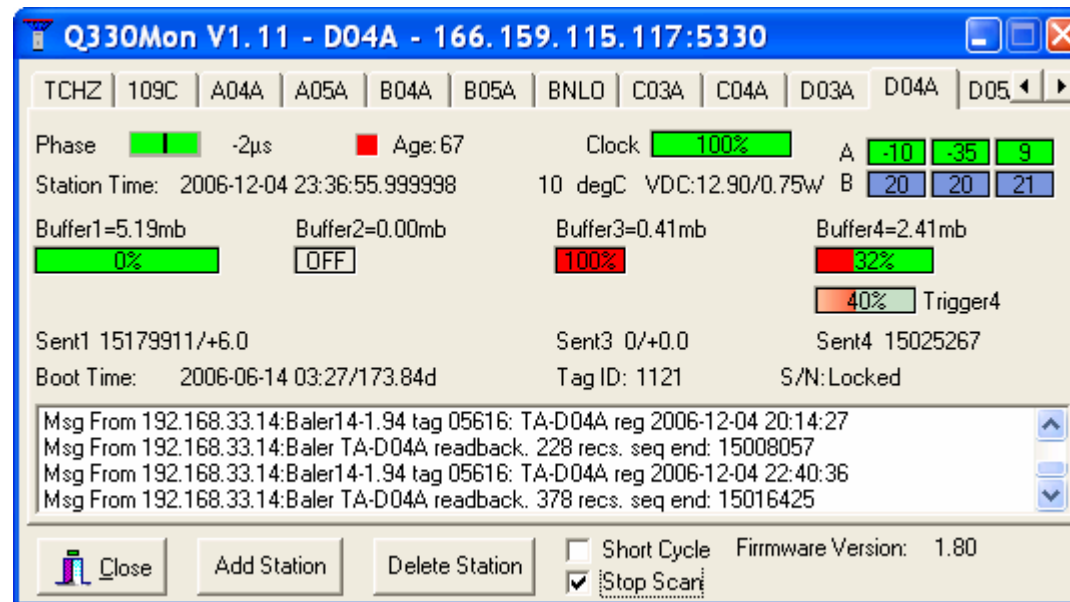 Q330Mon V1.11 - D04A - 166.159.115.117:5330
TCHZ 109C A04A A05A B04A B05A BNLO C03A C04A D03A D04A D05
Phase -2µs Age: 67 Clock 100% A -10 -35 9
Station Time: 2006-12-04 23:36:55.999998 10 degC VDC:12.90/0.75W B 20 20 21
Buffer1=5.19mb Buffer2=0.00mb Buffer3=0.41mb Buffer4=2.41mb
0% OFF 100% 32%
40% Trigger4
Sent1 15179911/+6.0 Sent3 0/+0.0 Sent4 15025267
Boot Time: 2006-06-14 03:27/173.84d Tag ID: 1121 S/N:Locked
Msg From 192.168.33.14:Baler14-1.94 tag 05616: TA-D04A reg 2006-12-04 20:14:27
Msg From 192.168.33.14:Baler TA-D04A readback. 228 recs. seq end: 15008057
Msg From 192.168.33.14:Baler14-1.94 tag 05616: TA-D04A reg 2006-12-04 22:40:36
Msg From 192.168.33.14:Baler TA-D04A readback. 378 recs. seq end: 15016425
Close Add Station Delete Station Short Cycle Firmware Version: 1.80
Stop Scan